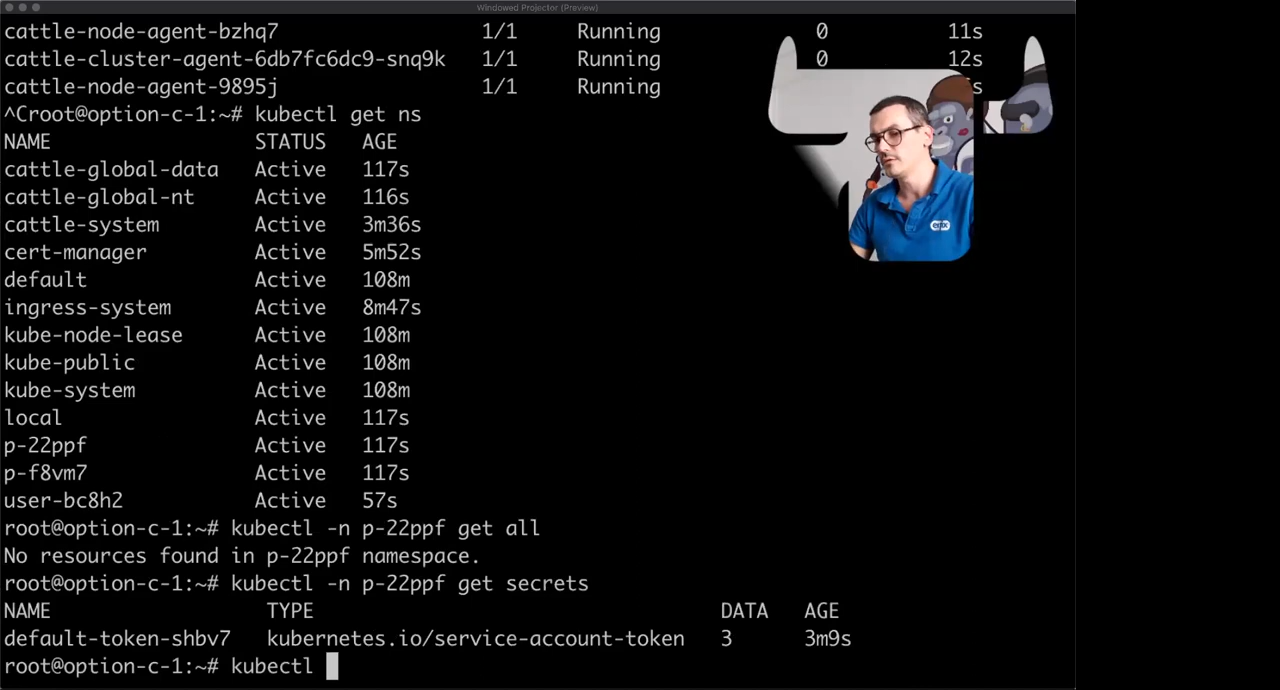 Windowed Projector (Preview)
cattle-node-agent-bzhq7 1/1 Running 0 11s
cattle-cluster-agent-6db7fc6dc9-snq9k 1/1 Running 0 12s
cattle-node-agent-9895j 1/1 Running s
^Croot@option-c-1:~# kubectl get ns
NAME STATUS AGE
cattle-global-data Active 117s
cattle-global-nt Active 116s
cattle-system Active 3m36s
cert-manager Active 5m52s
default Active 108m
ingress-system Active 8m47s
kube-node-lease Active 108m
kube-public Active 108m
kube-system Active 108m
local Active 117s
p-22ppf Active 117s
p-f8vm7 Active 117s
user-bc8h2 Active 57s
root@option-c-1:~# kubectl -n p-22ppf get all
No resources found in p-22ppf namespace.
root@option-c-1:~# kubectl -n p-22ppf get secrets
NAME TYPE DATA AGE
default-token-shbv7 kubernetes.io/service-account-token 3 3m9s
root@option-c-1:~# kubectl